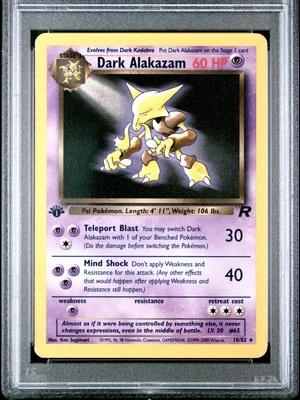 Evolves from Dark Kadabra Put Dark Alakazam on the Stage 1 card
STAGE 2
Dark Alakazam 60 HP
Psi Pokémon. Length: 4' 11", Weight: 106 lbs.
Teleport Blast You may switch Dark
Alakazam with 1 of your Benched Pokémon. 30
(Do the damage before switching the Pokémon.)
Mind Shock Don't apply Weakness and
Resistance for this attack. (Any other effects 40
that would happen after applying Weakness
and Resistance still happen.)
weakness resistance retreat cost
Almost as if it were being controlled by something else, it never
changes expressions, even when using its powers. LV. 30 #65
Illus. Ken Sugimori ©1995, 96, 98 Nintendo, Creatures, GAMEFREAK. ©1999-2000 Wizards. 18/82 ★